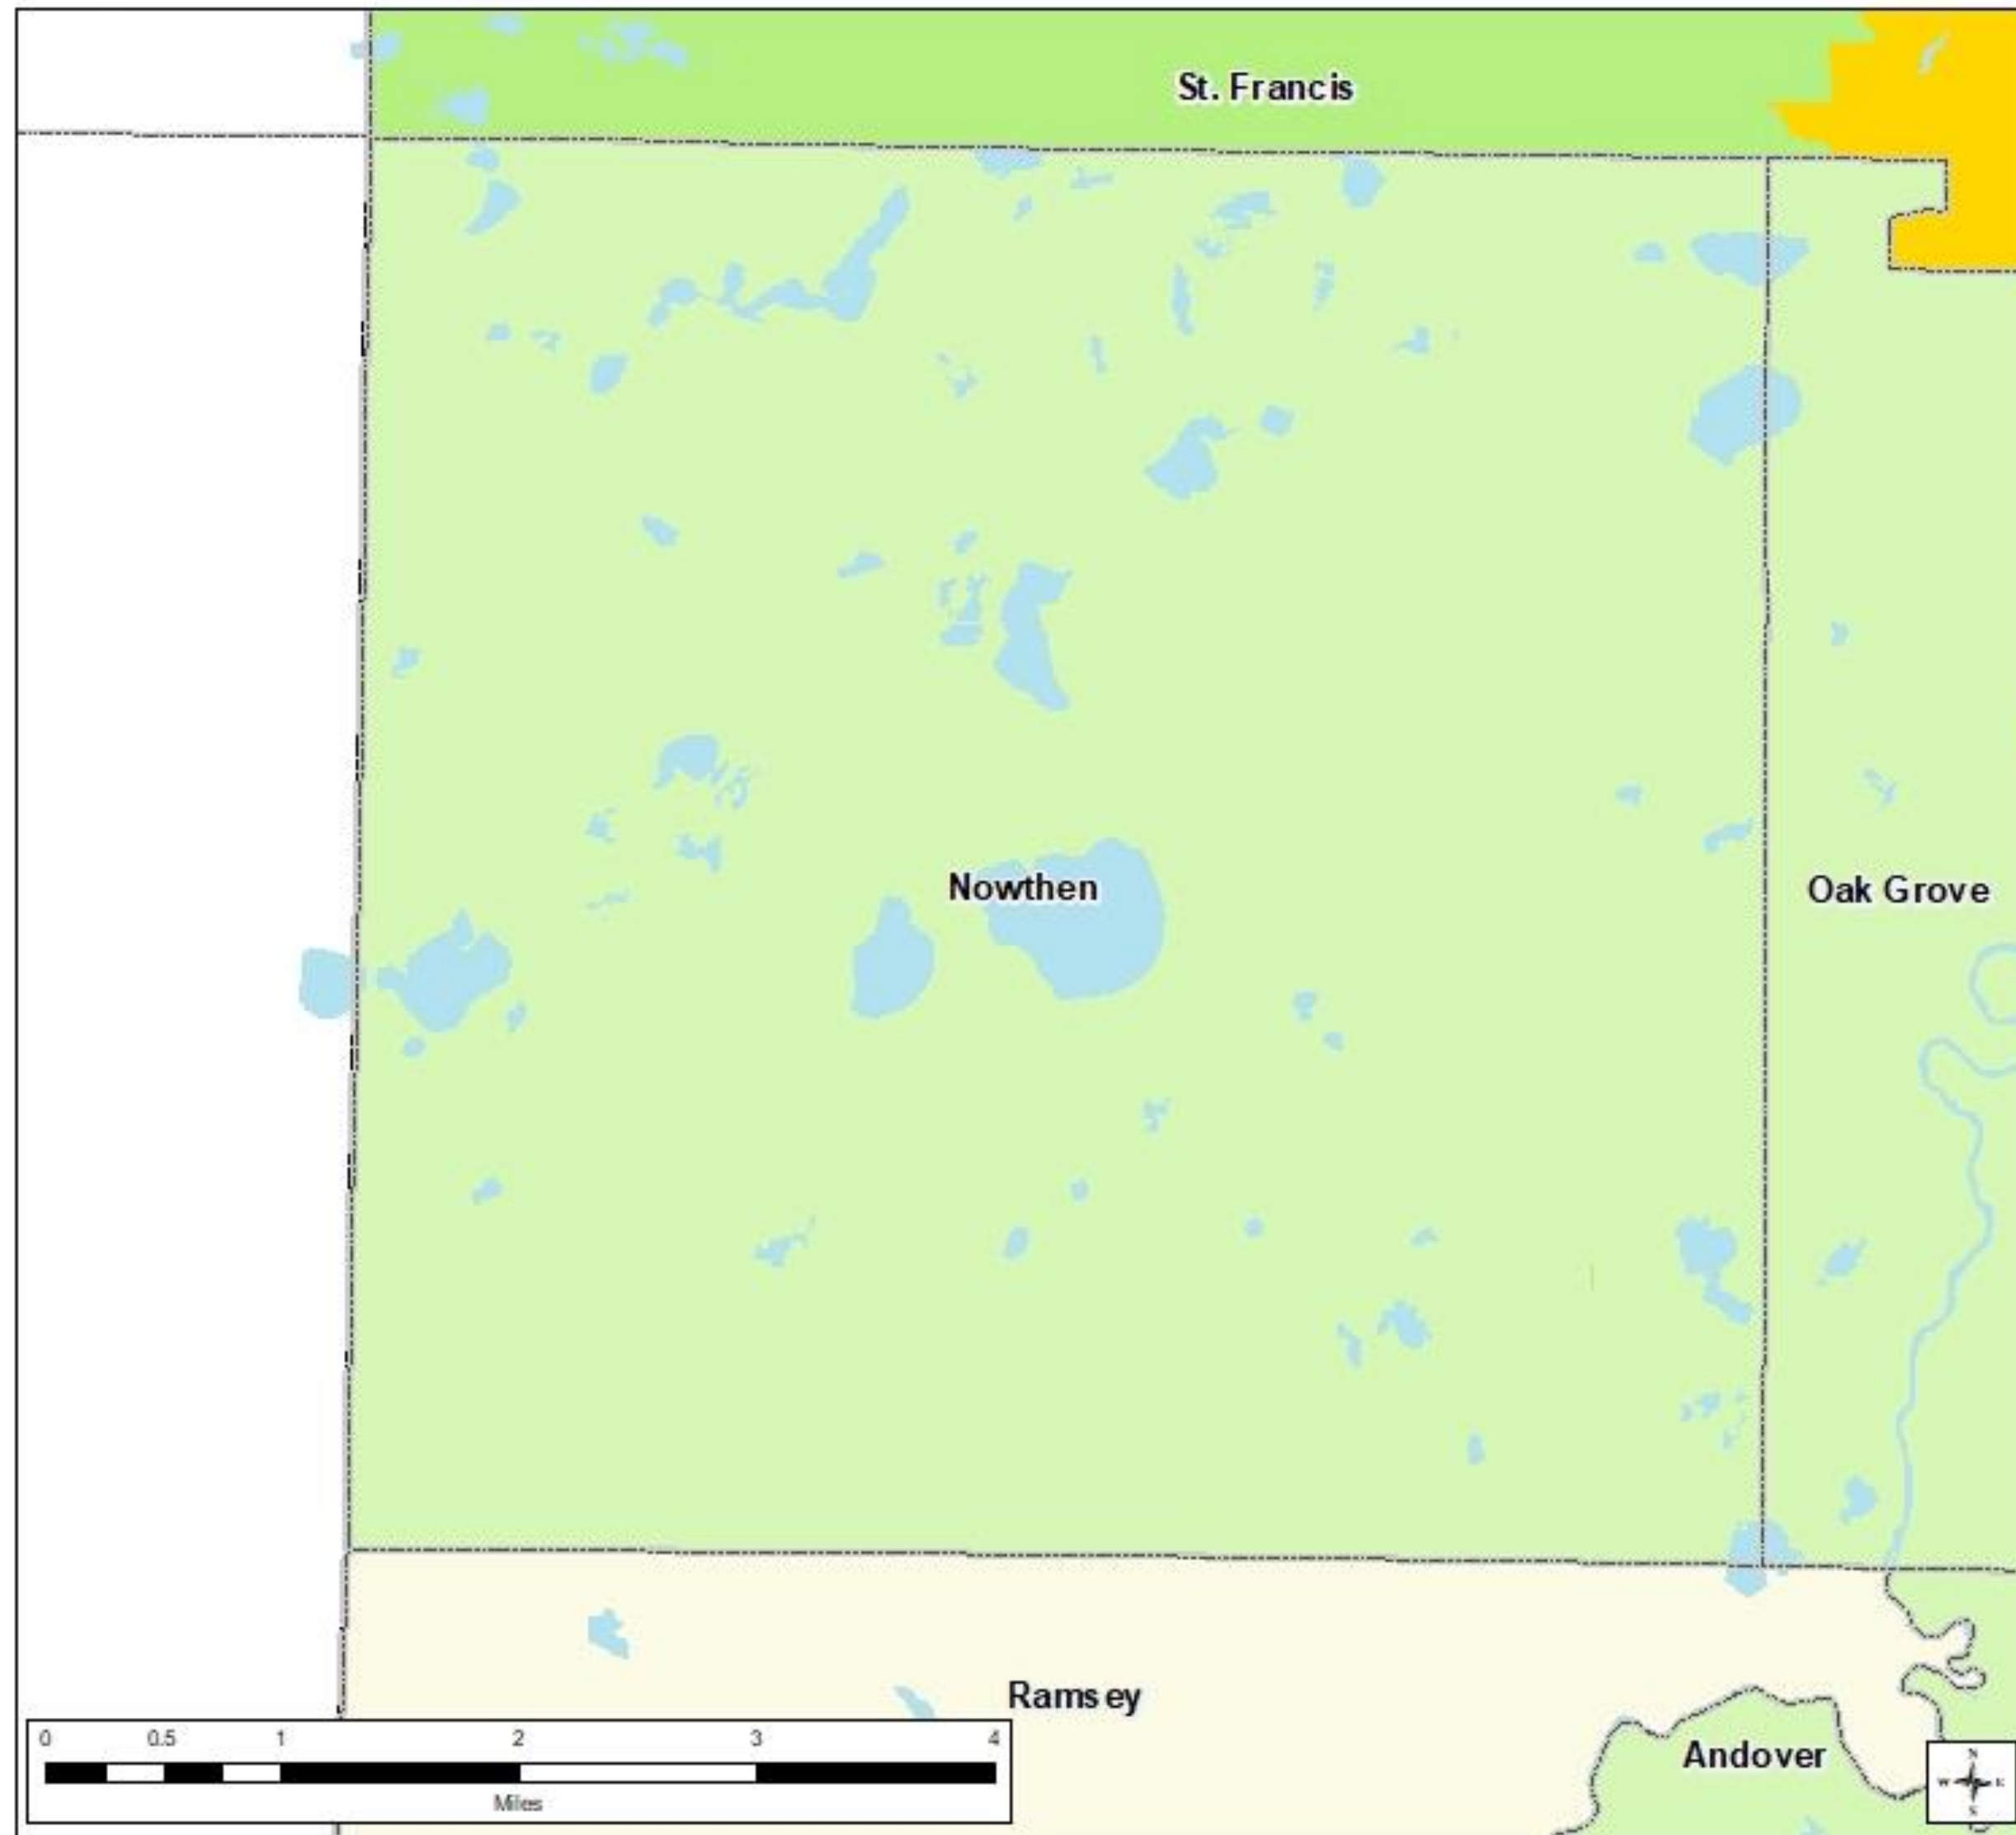 St. Francis
Nowthen
Oak Grove
Ramsey
Andover
0 0.5 1 2 3 4
Miles
N
W E
S